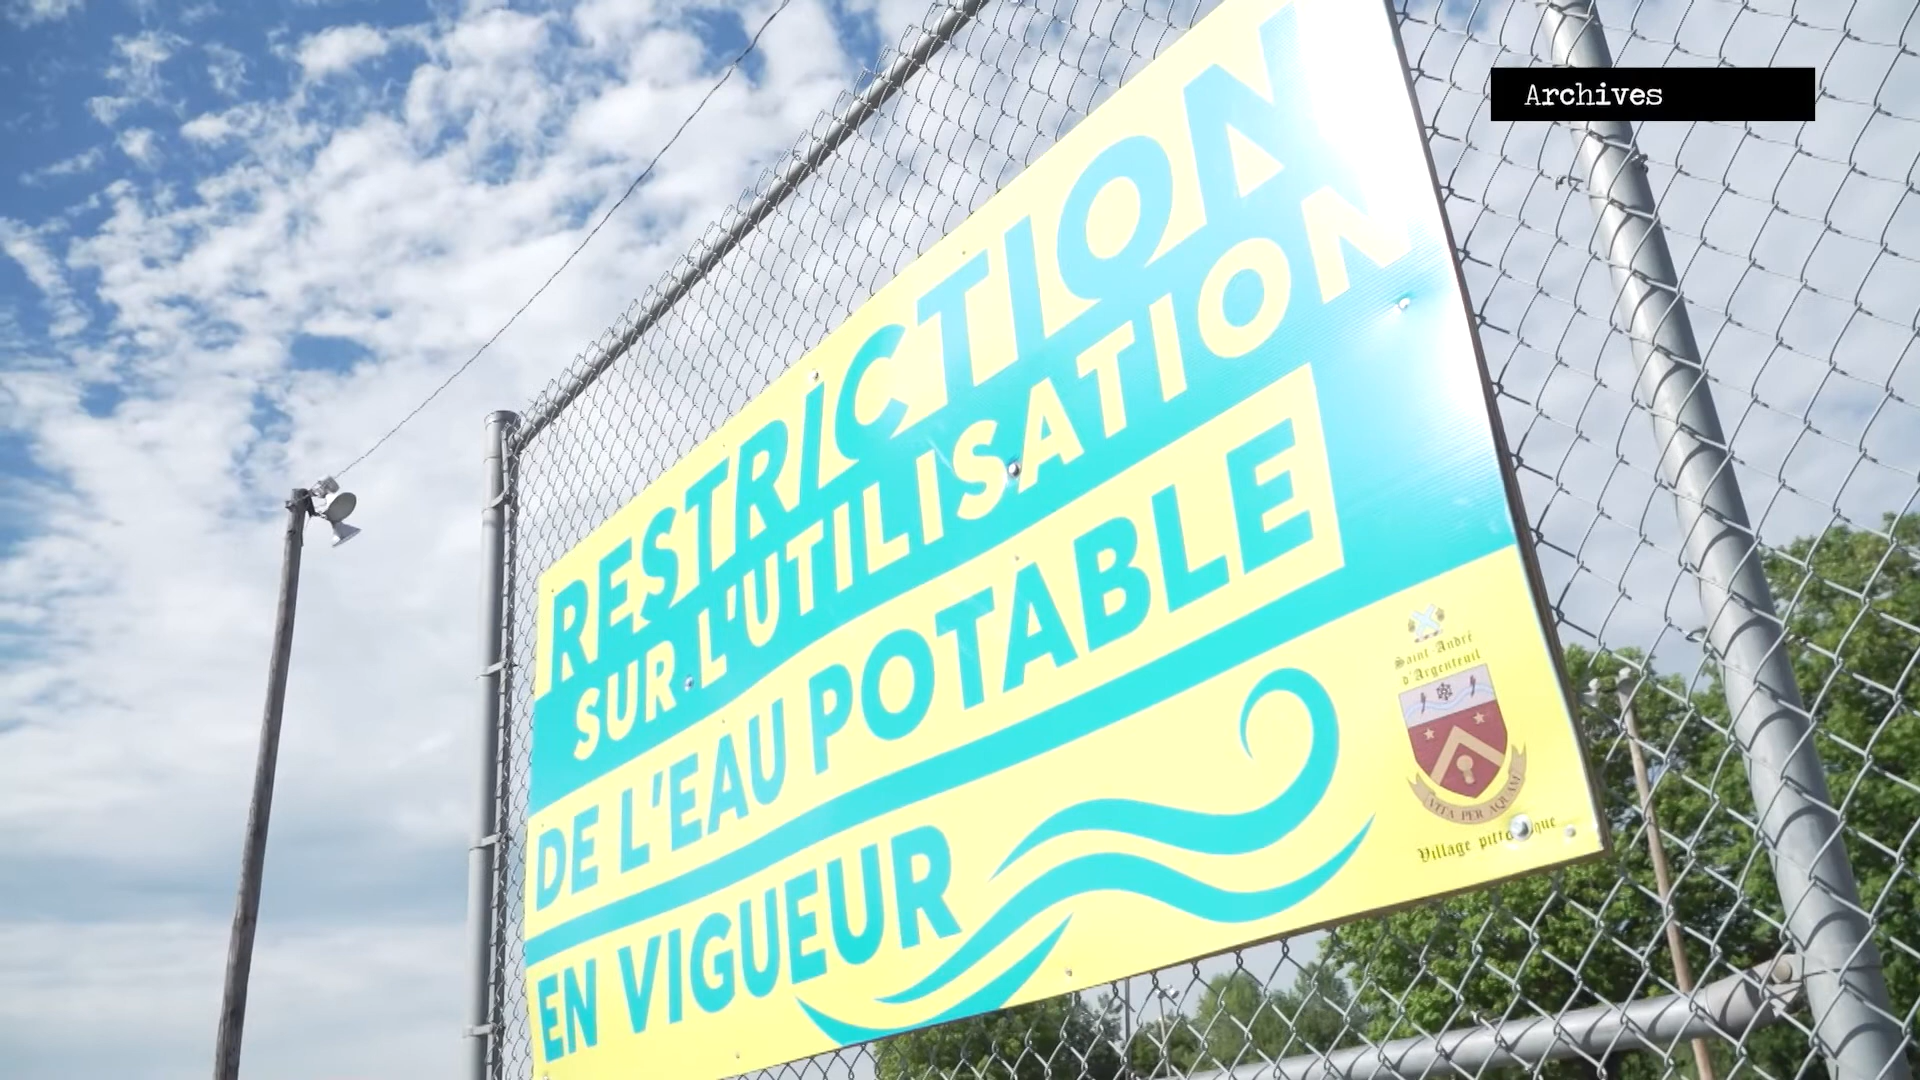 Archives
RESTRICTION
SUR L'UTILISATION
DE L'EAU POTABLE
EN VIGUEUR
Saint-André
d'Argenteuil
VITA PER AQUAM
Village